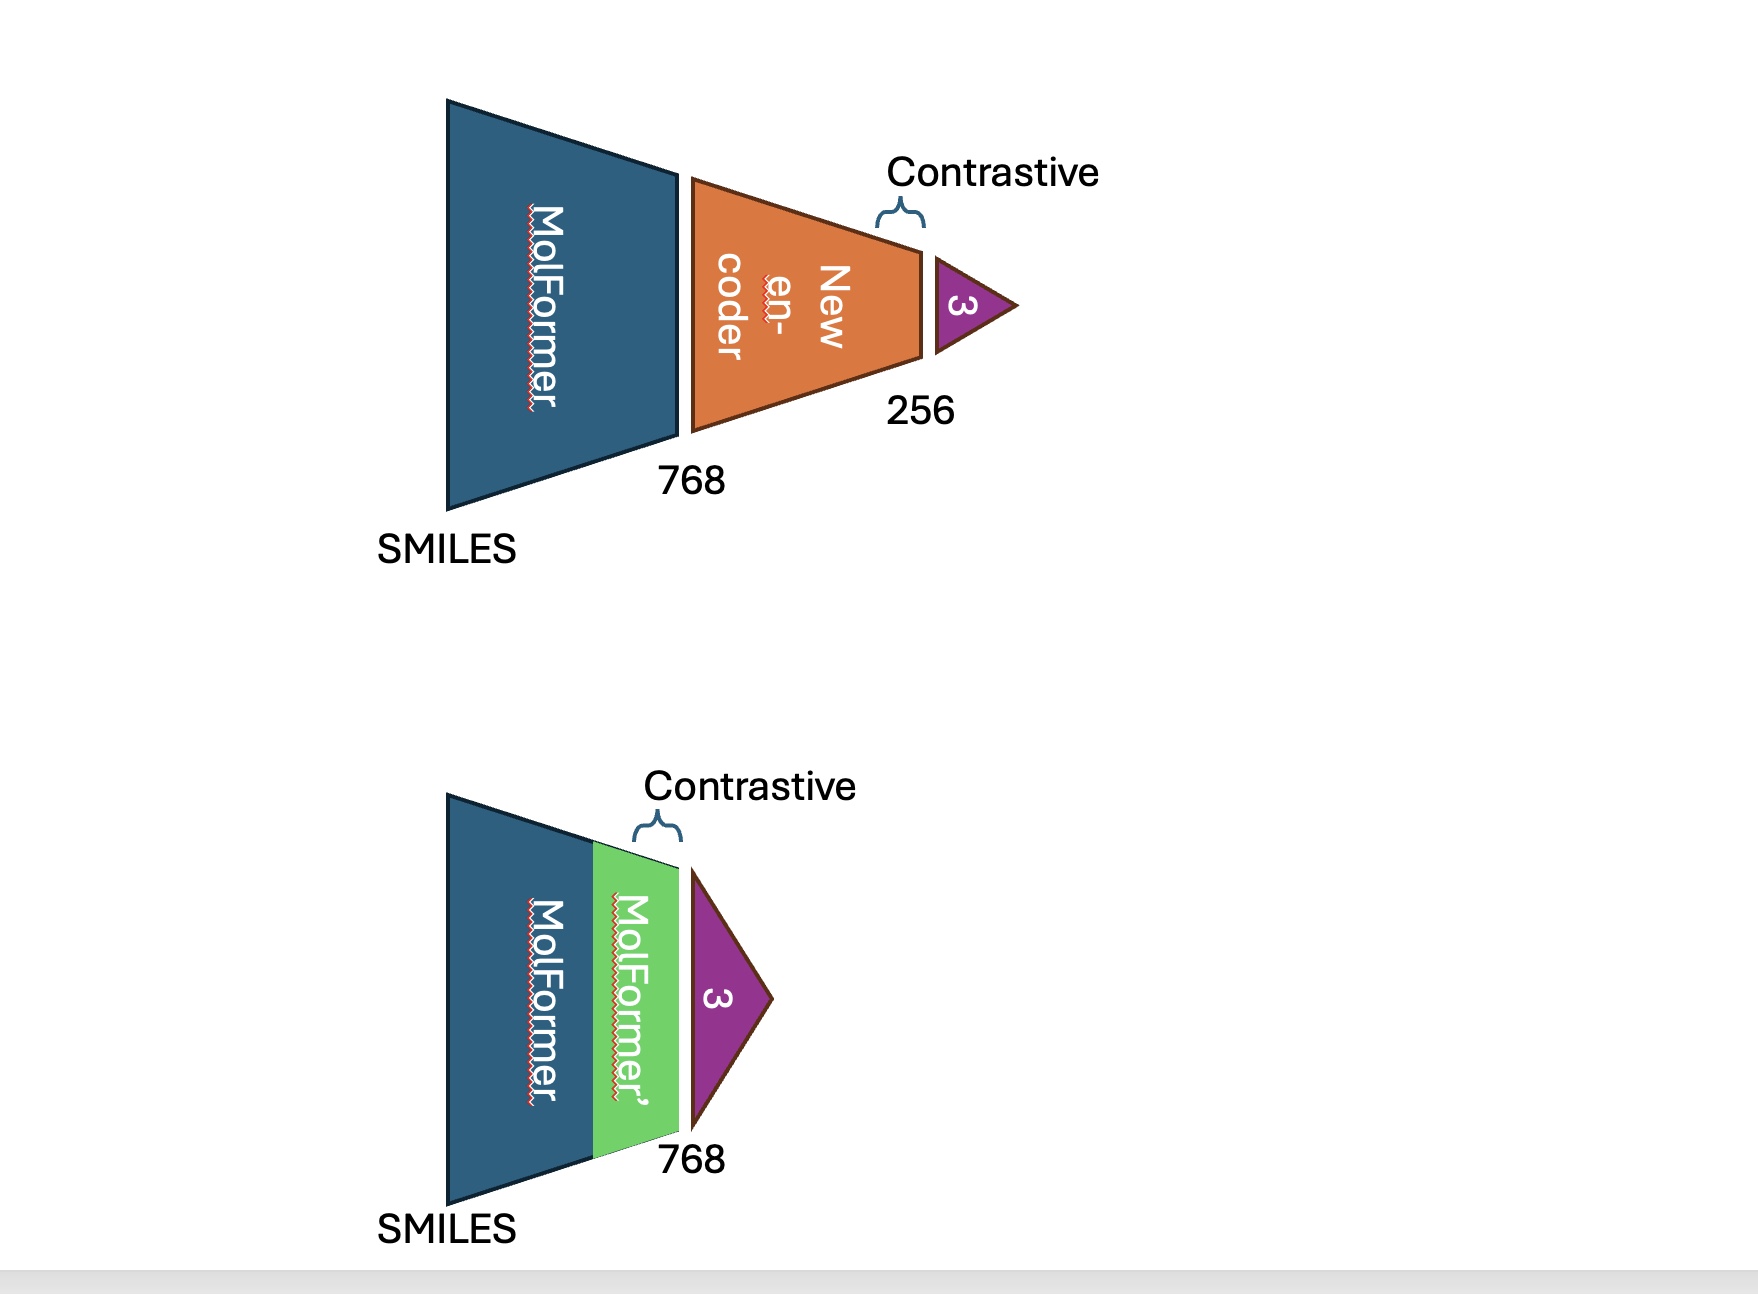 Contrastive
MolFormer
New
en-
coder
3
256
768
SMILES
Contrastive
MolFormer
MolFormer’
3
768
SMILES